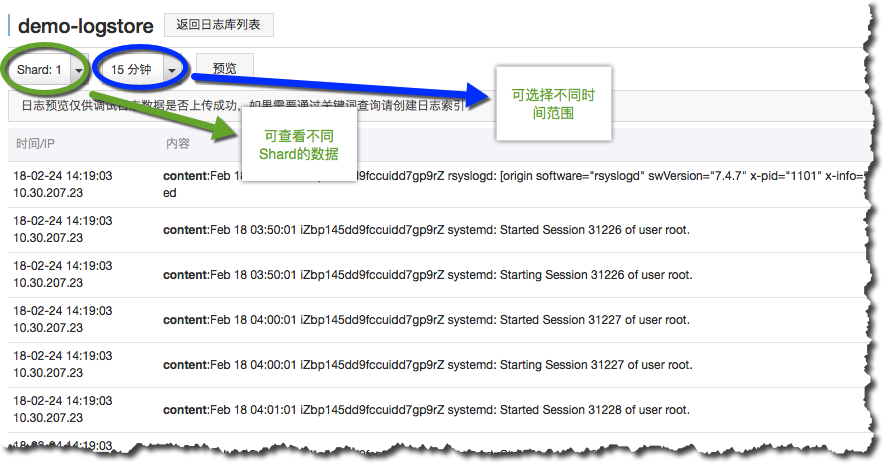 demo-logstore 返回日志库列表
Shard: 1 15 分钟 预览
日志预览仅供调试日志数据是否上传成功，如果需要通过关键词查询请创建日志索引
可选择不同时
间范围
可查看不同
Shard的数据
时间/IP 内容
18-02-24 14:19:03
10.30.207.23
content:Feb 18 iZbp145dd9fccuidd7gp9rZ rsyslogd: [origin software="rsyslogd" swVersion="7.4.7" x-pid="1101" x-info="
ed
18-02-24 14:19:03
10.30.207.23
content:Feb 18 03:50:01 iZbp145dd9fccuidd7gp9rZ systemd: Started Session 31226 of user root.
18-02-24 14:19:03
10.30.207.23
content:Feb 18 03:50:01 iZbp145dd9fccuidd7gp9rZ systemd: Starting Session 31226 of user root.
18-02-24 14:19:03
10.30.207.23
content:Feb 18 04:00:01 iZbp145dd9fccuidd7gp9rZ systemd: Started Session 31227 of user root.
18-02-24 14:19:03
10.30.207.23
content:Feb 18 04:00:01 iZbp145dd9fccuidd7gp9rZ systemd: Starting Session 31227 of user root.
18-02-24 14:19:03
10.30.207.23
content:Feb 18 04:01:01 iZbp145dd9fccuidd7gp9rZ systemd: Started Session 31228 of user root.
18-02-24 14:19:03